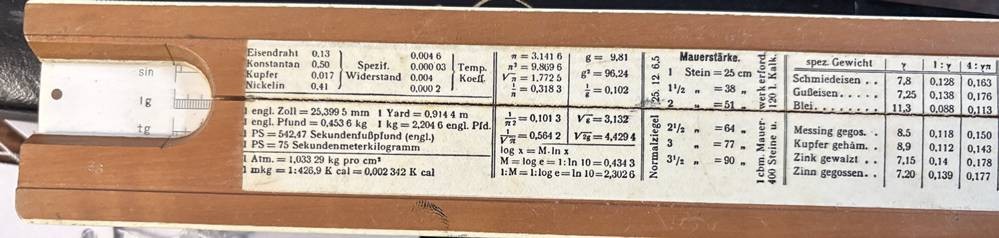 sin
lg
tg
Eisendraht 0.13 0,004 6
Konstantan 0,50 Spezif. 0.000 03 Temp.
Kupfer 0.017 Widerstand 0.004 Koeff.
Nickelin 0,41 0,000 2
1 engl. Zoll = 25,399 5 mm 1 Yard = 0,914 4 m
1 engl. Pfund = 0,453 6 kg 1 kg = 2,204 6 engl. Pfd.
1 PS = 542,47 Sekundenfußpfund (engl.)
1 PS = 75 Sekundenmeterkilogramm
1 Atm. = 1,033 29 kg pro cm²
1 mkg = 1:426,9 K cal = 0,002 342 K cal
π = 3.141 6 g = 9,81
π² = 9.869 6
√π = 1,772 5 g² = 96,24
1/π = 0,318 3 1/g = 0,102
1/π² = 0,101 3 √g = 3,132
1/√π = 0,564 2 √2g = 4,429 4
log x = M·ln x
M = log e = 1: ln 10 = 0,434 3
1:M = 1:log e = ln 10 = 2,302 6
Normalziegel 25. 12. 6,5
Mauerstärke.
1 Stein = 25 cm
1½ „ = 38 „
2 „ = 51 „
2½ „ = 64 „
3 „ = 77 „
3½ „ = 90 „
1 cbm. Mauerwerk erford.
400 Steine u. 120 l. Kalk.
spez. Gewicht γ 1:γ 4:γπ
Schmiedeisen . . 7,8 0,128 0,163
Gußeisen . . . . 7,25 0,138 0,176
Blei . . . . . . 11,3 0,088 0,113
Messing gegos. . 8.5 0,118 0,150
Kupfer gehäm. . 8,9 0,112 0,143
Zink gewalzt . . 7,15 0,14 0,178
Zinn gegossen . . 7,20 0,139 0,177